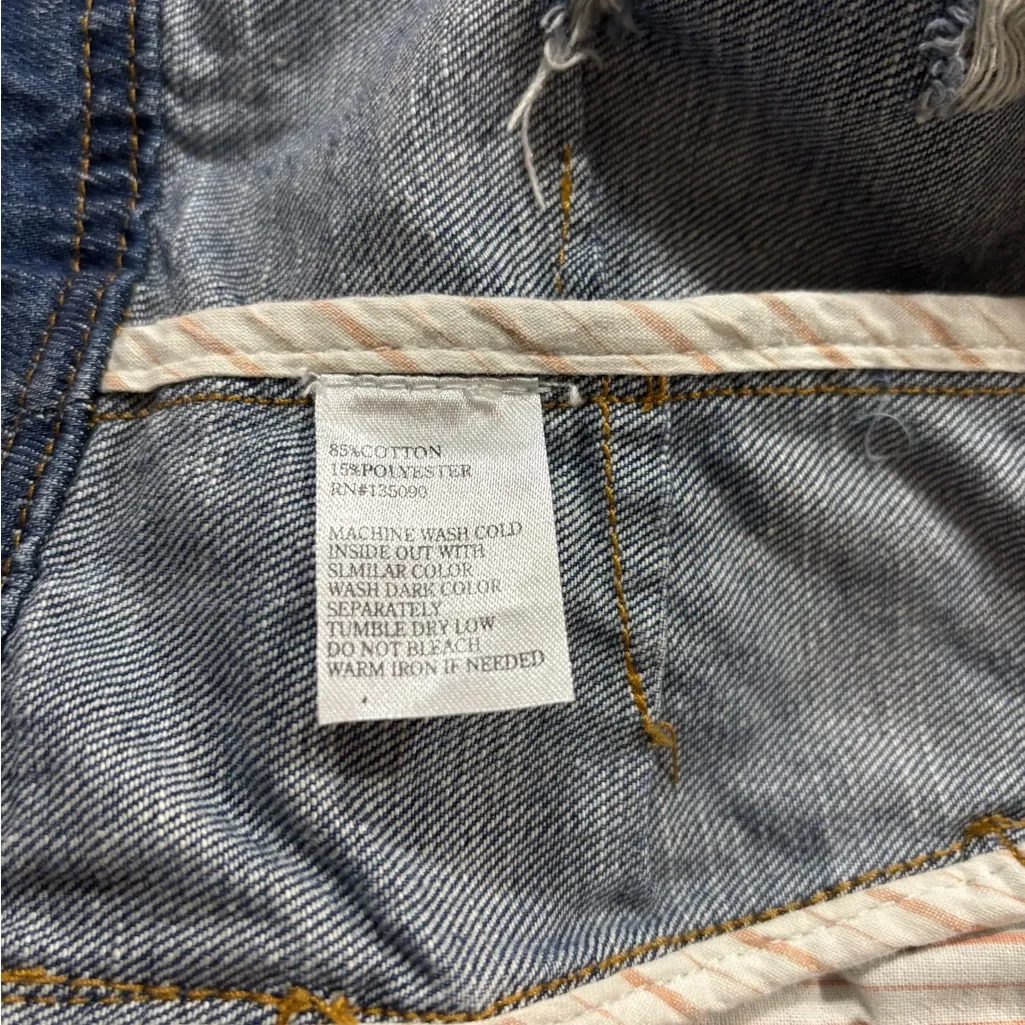 85%COTTON
15%POLYESTER
RN#135090
MACHINE WASH COLD
INSIDE OUT WITH
SLMILAR COLOR
WASH DARK COLOR
SEPARATELY
TUMBLE DRY LOW
DO NOT BLEACH
WARM IRON IF NEEDED